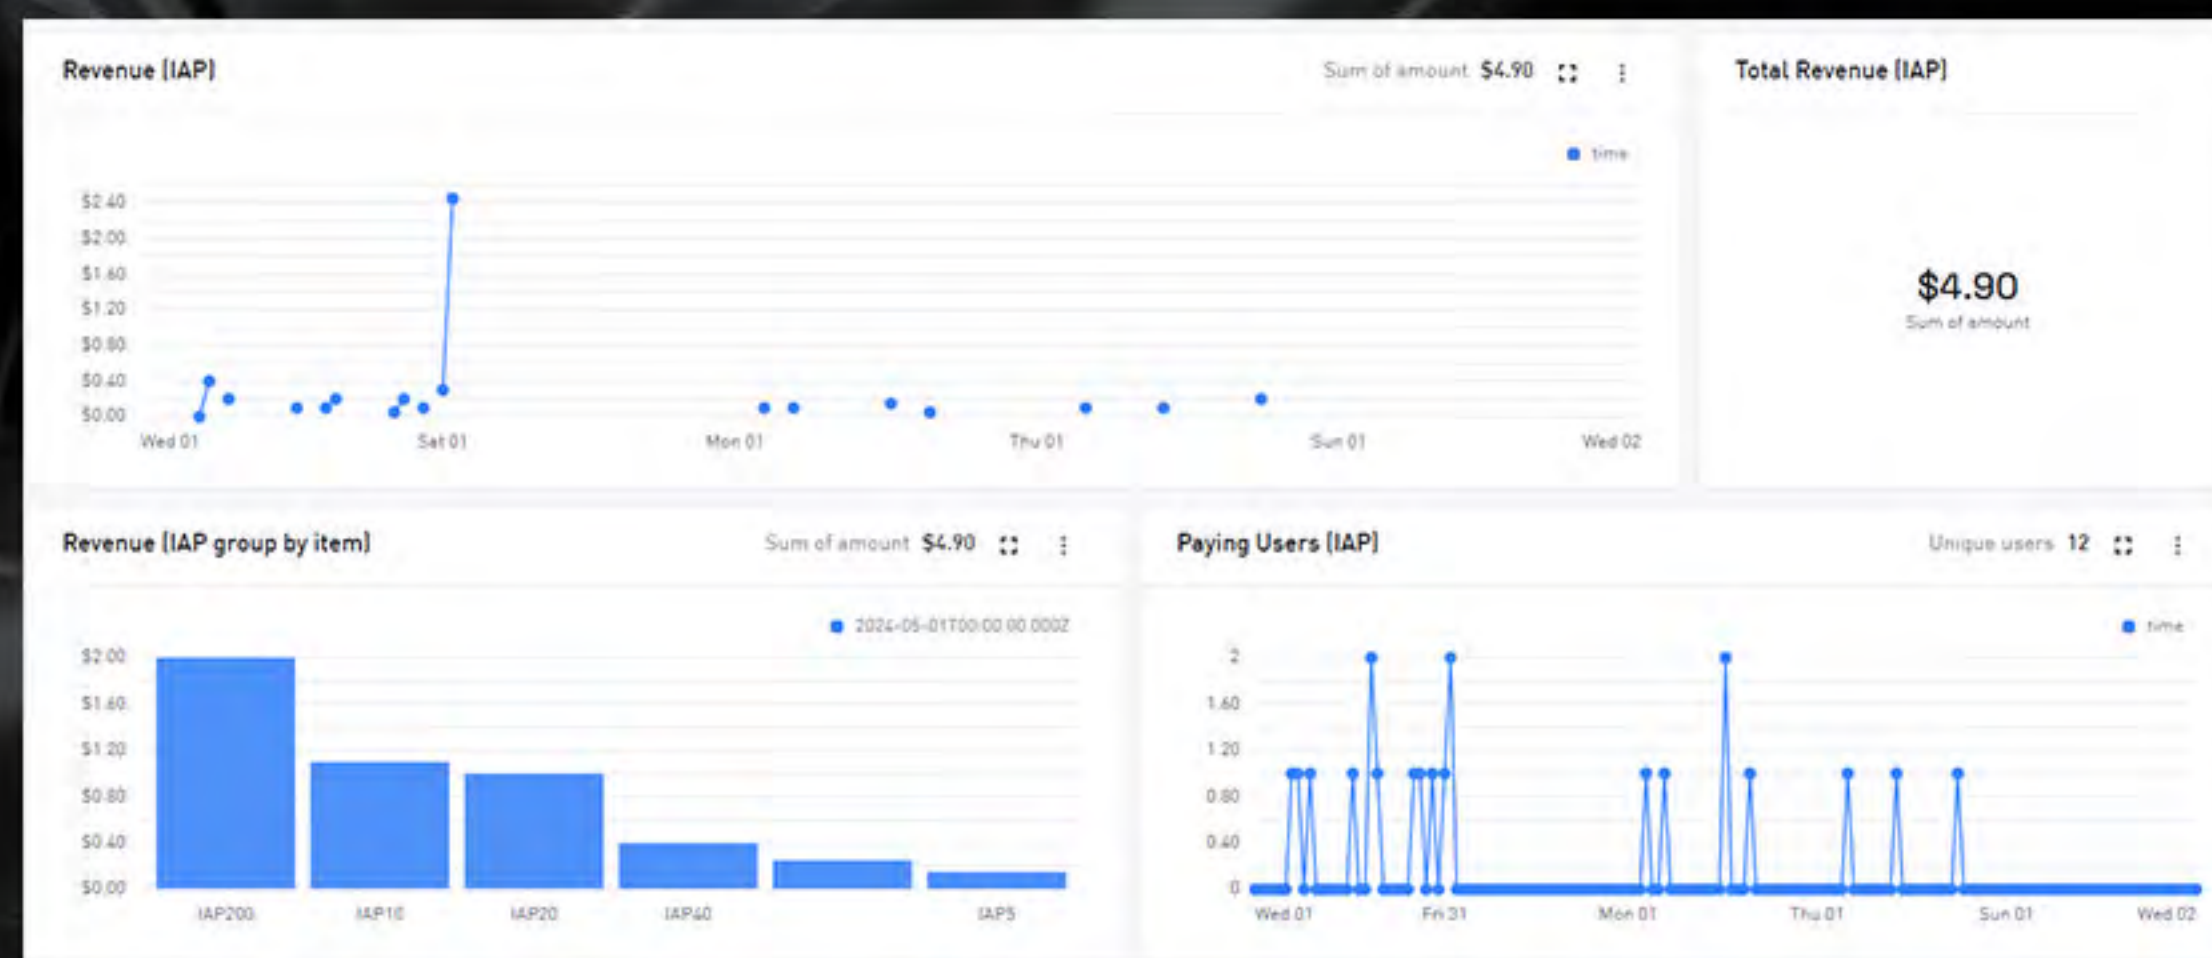 Revenue (IAP)
Sum of amount $4.90
time
$2.40
$2.00
$1.60
$1.20
$0.80
$0.40
$0.00
Wed 01 Sat 01 Mon 01 Thu 01 Sun 01 Wed 02
Total Revenue (IAP)
$4.90
Sum of amount
Revenue (IAP group by item)
Sum of amount $4.90
2024-05-01T00:00:00.000Z
$2.00
$1.60
$1.20
$0.80
$0.40
$0.00
IAP200 IAP10 IAP20 IAP40 IAP5
Paying Users (IAP)
Unique users 12
time
2
1.60
1.20
0.80
0.40
0
Wed 01 Fri 31 Mon 01 Thu 01 Sun 01 Wed 02